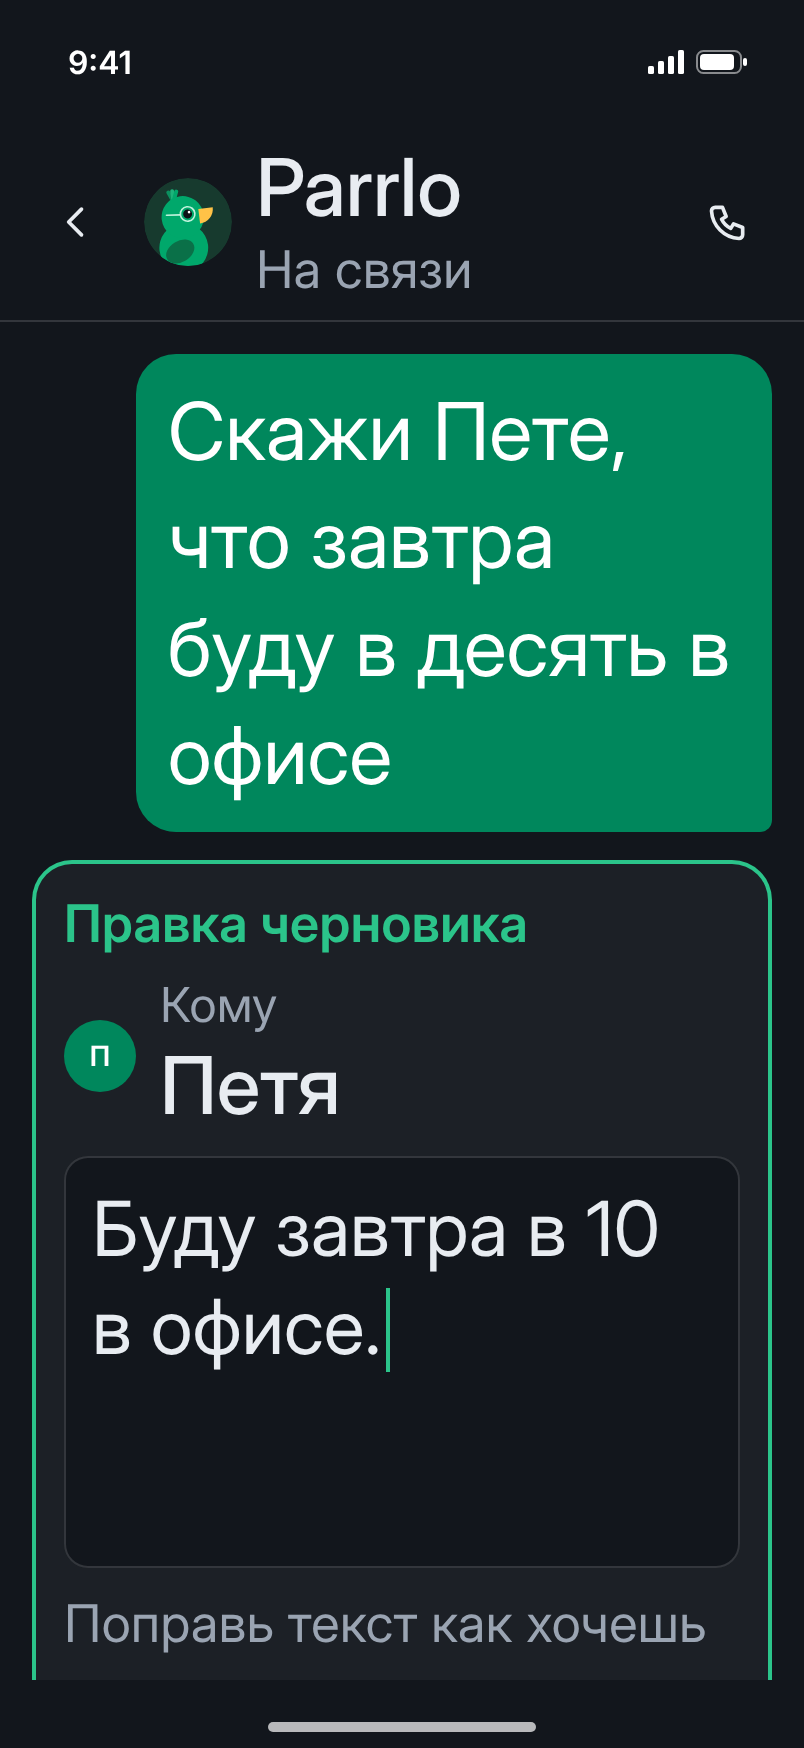 9:41
Parrlo
На связи
Скажи Пете,
что завтра
буду в десять в
офисе
Правка черновика
Кому
П
Петя
Буду завтра в 10
в офисе.
Поправь текст как хочешь